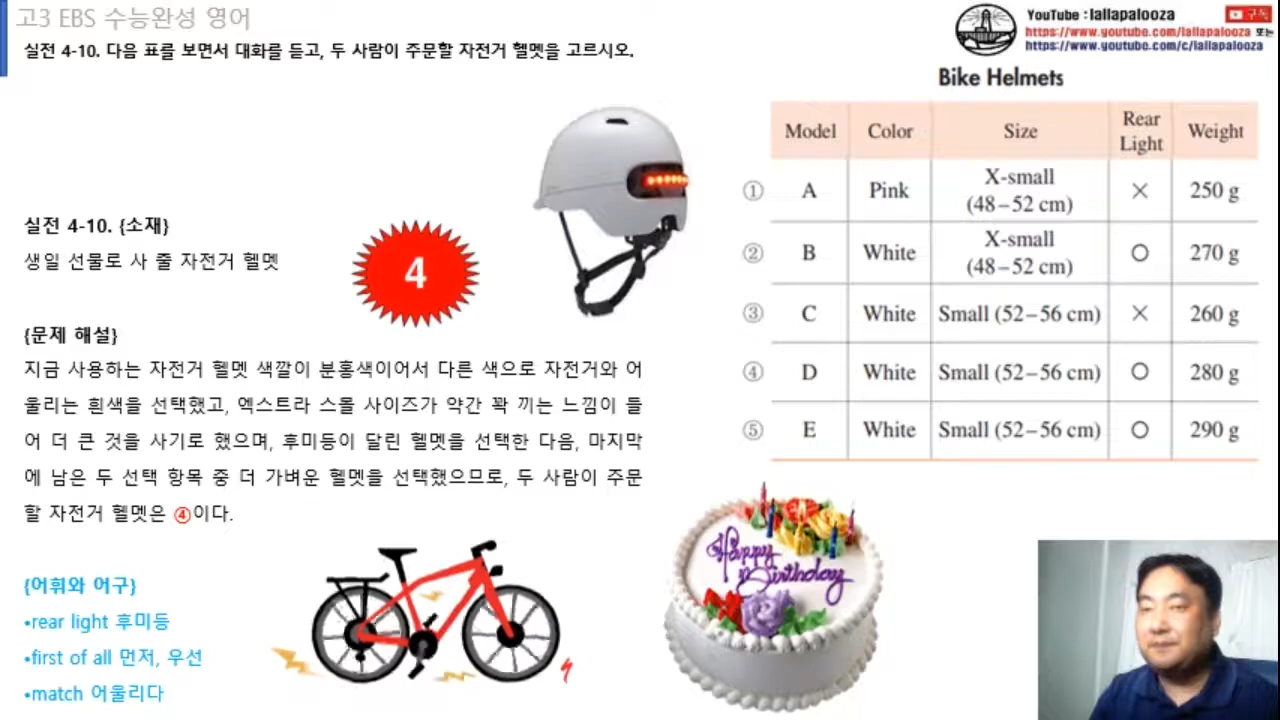 고3 EBS 수능완성 영어
실전 4-10. 다음 표를 보면서 대화를 듣고, 두 사람이 주문할 자전거 헬멧을 고르시오.
YouTube : lallapalooza
구독
https://www.youtube.com/lallapalooza 또는
https://www.youtube.com/c/lallapalooza
Bike Helmets
Model Color Size Rear Light Weight
① A Pink X-small (48–52 cm) × 250 g
② B White X-small (48–52 cm) ○ 270 g
③ C White Small (52–56 cm) × 260 g
④ D White Small (52–56 cm) ○ 280 g
⑤ E White Small (52–56 cm) ○ 290 g
실전 4-10. {소재}
생일 선물로 사 줄 자전거 헬멧
4
{문제 해설}
지금 사용하는 자전거 헬멧 색깔이 분홍색이어서 다른 색으로 자전거와 어
울리는 흰색을 선택했고, 엑스트라 스몰 사이즈가 약간 꽉 끼는 느낌이 들
어 더 큰 것을 사기로 했으며, 후미등이 달린 헬멧을 선택한 다음, 마지막
에 남은 두 선택 항목 중 더 가벼운 헬멧을 선택했으므로, 두 사람이 주문
할 자전거 헬멧은 ④이다.
{어휘와 어구}
•rear light 후미등
•first of all 먼저, 우선
•match 어울리다
Happy
Birthday